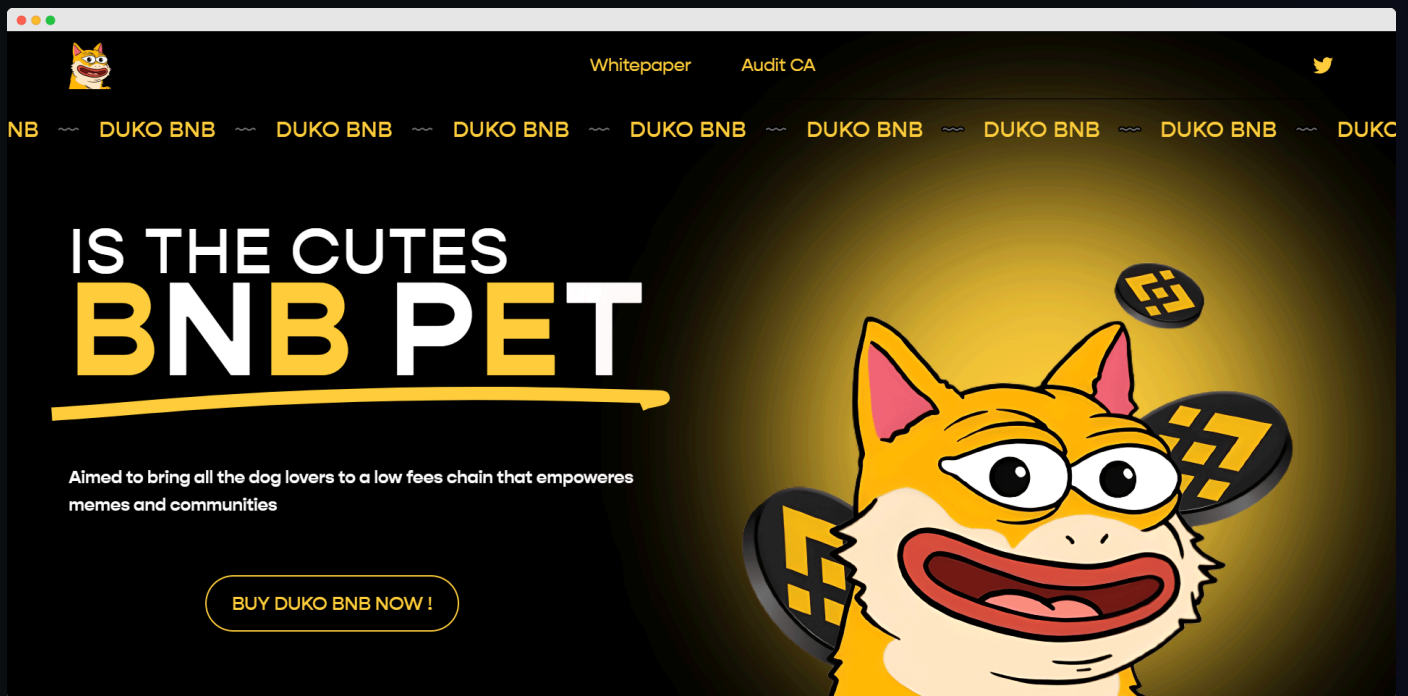 Whitepaper Audit CA
NB DUKO BNB DUKO BNB DUKO BNB DUKO BNB DUKO BNB DUKO BNB DUKO BNB DUKO
IS THE CUTES
BNB PET
Aimed to bring all the dog lovers to a low fees chain that empoweres
memes and communities
BUY DUKO BNB NOW !